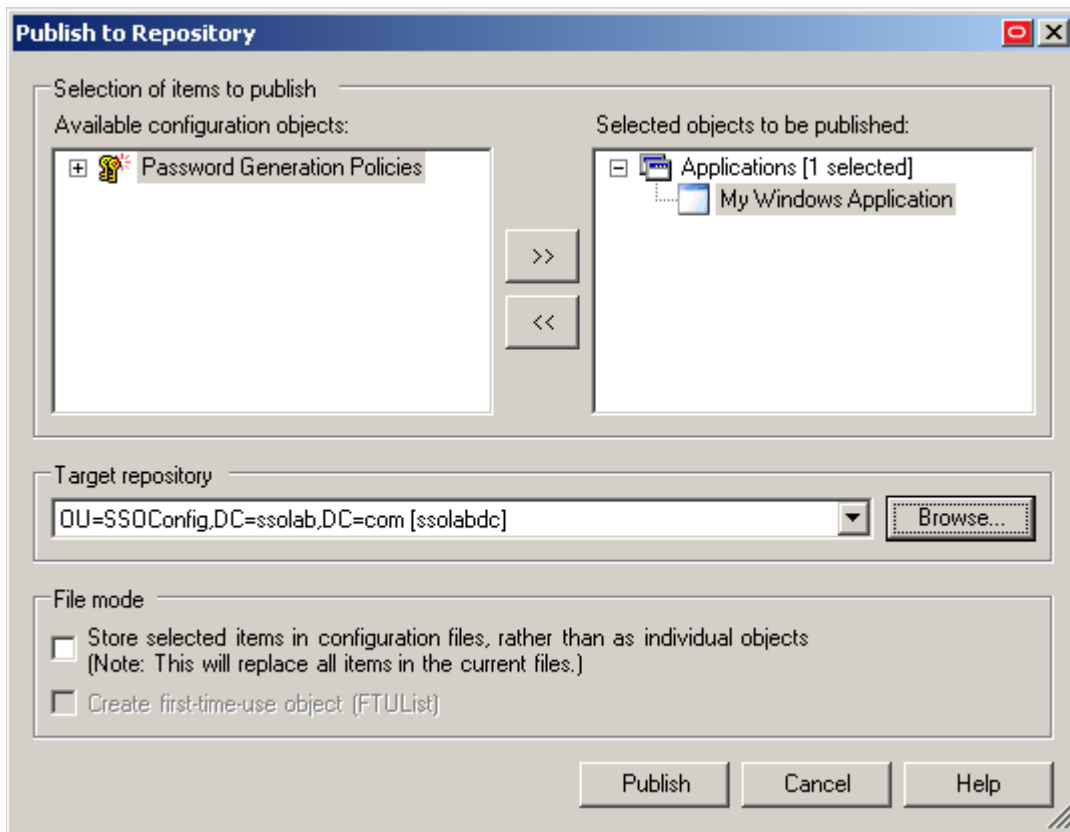 Publish to Repository
Selection of items to publish
Available configuration objects:
Selected objects to be published:
Password Generation Policies
Applications [1 selected]
My Windows Application
>>
<<
Target repository
OU=SSOConfig,DC=ssolab,DC=com [ssolabdc]
Browse...
File mode
Store selected items in configuration files, rather than as individual objects
(Note: This will replace all items in the current files.)
Create first-time-use object (FTUList)
Publish
Cancel
Help